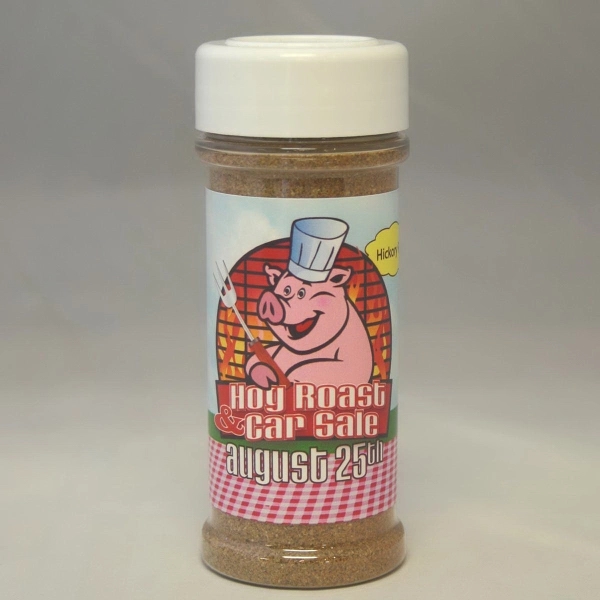 Hickory
Hog Roast
& Car Sale
august 25th